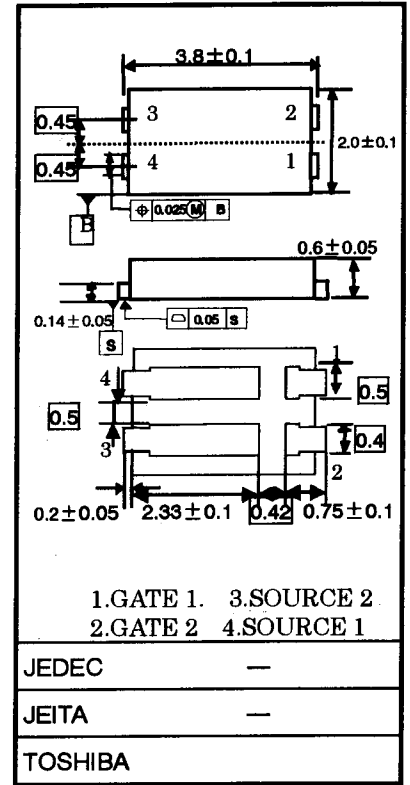 3.8±0.1
3 2
0.45
2.0±0.1
0.45
4 1
⌖ 0.025 Ⓜ B
B
0.6±0.05
0.14±0.05
⌓ 0.05 S
S
1
4
0.5 0.5
3 0.4
2
0.2±0.05 2.33±0.1 0.42 0.75±0.1
1.GATE 1. 3.SOURCE 2
2.GATE 2 4.SOURCE 1
JEDEC —
JEITA —
TOSHIBA